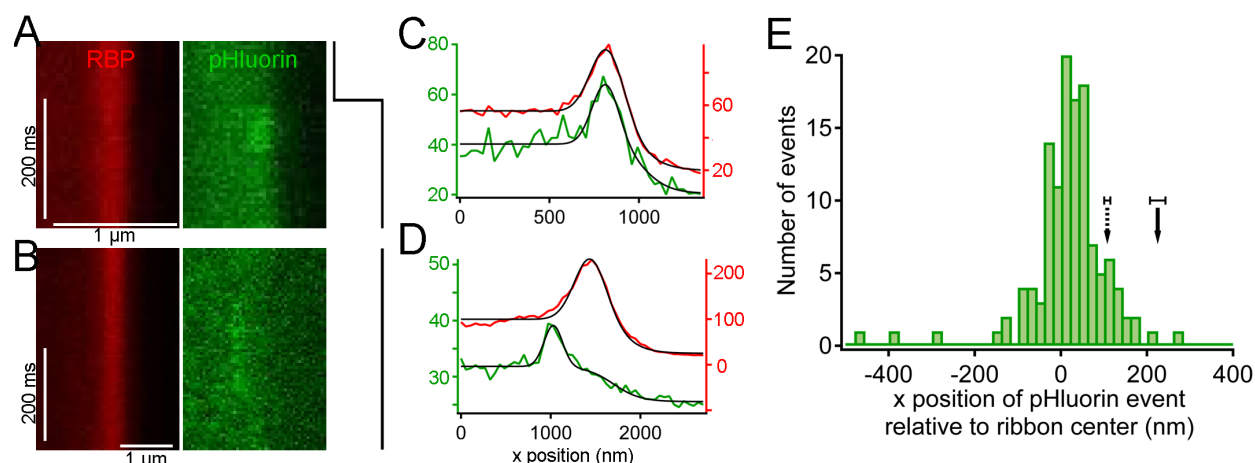 A
RBP
pHluorin
200 ms
1 µm
B
200 ms
1 µm
C
80
60
40
20
60
20
0
500
1000
D
50
40
30
200
100
0
0
1000
2000
x position (nm)
E
Number of events
20
15
10
5
0
-400
-200
0
200
400
x position of pHluorin event
relative to ribbon center (nm)